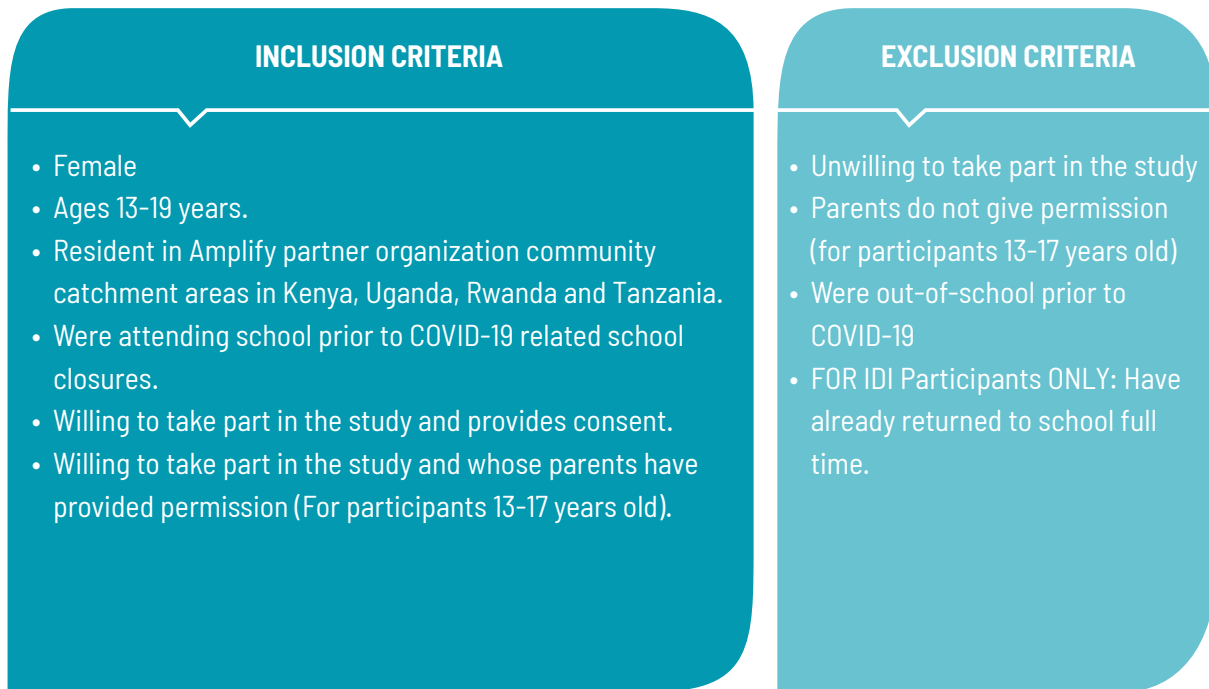 INCLUSION CRITERIA
• Female
• Ages 13-19 years.
• Resident in Amplify partner organization community
catchment areas in Kenya, Uganda, Rwanda and Tanzania.
• Were attending school prior to COVID-19 related school
closures.
• Willing to take part in the study and provides consent.
• Willing to take part in the study and whose parents have
provided permission (For participants 13-17 years old).
EXCLUSION CRITERIA
• Unwilling to take part in the study
• Parents do not give permission
(for participants 13-17 years old)
• Were out-of-school prior to
COVID-19
• FOR IDI Participants ONLY: Have
already returned to school full
time.